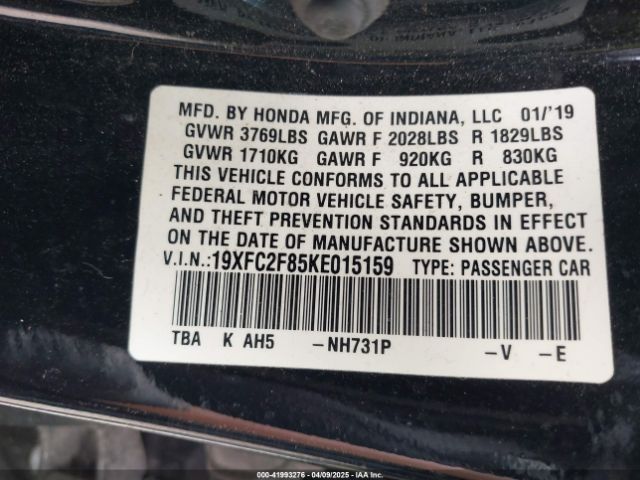 MFD. BY HONDA MFG. OF INDIANA, LLC 01/'19
GVWR 3769LBS GAWR F 2028LBS R 1829LBS
GVWR 1710KG GAWR F 920KG R 830KG
THIS VEHICLE CONFORMS TO ALL APPLICABLE
FEDERAL MOTOR VEHICLE SAFETY, BUMPER,
AND THEFT PREVENTION STANDARDS IN EFFECT
ON THE DATE OF MANUFACTURE SHOWN ABOVE.
V.I.N.:19XFC2F85KE015159 TYPE: PASSENGER CAR
TBA K AH5 –NH731P –V –E
000-41993276 | 04/09/2025 | IAAI.COM